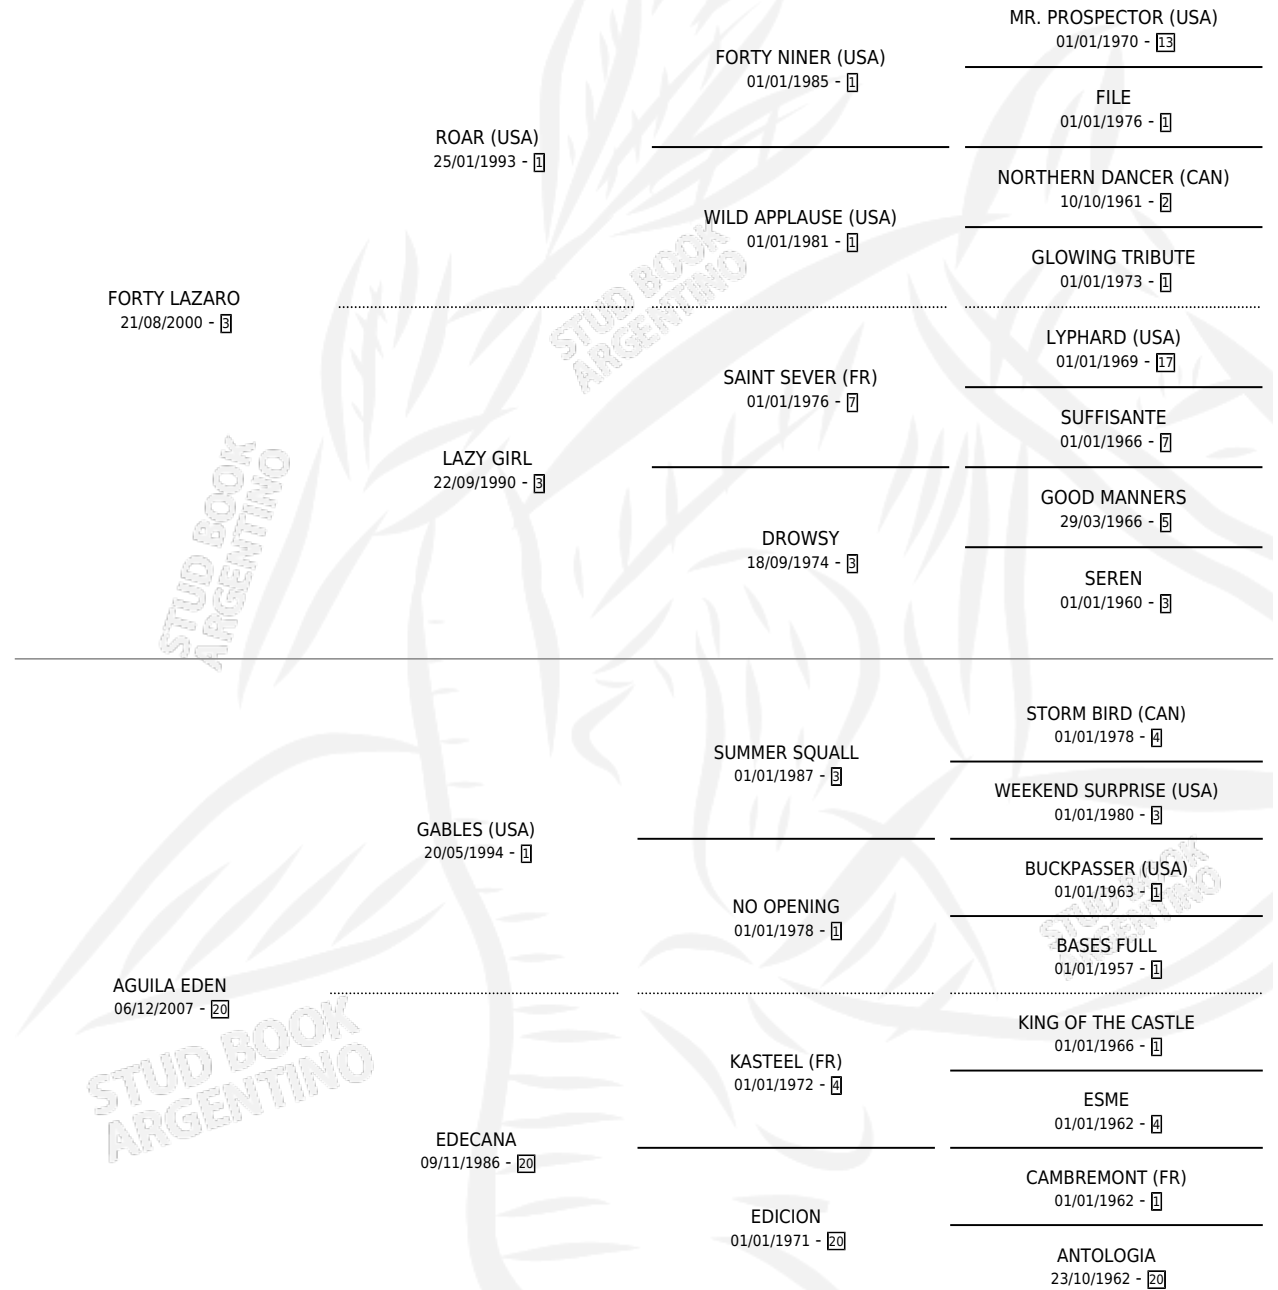 MR. PROSPECTOR (USA)
01/01/1970 - 13
FORTY NINER (USA)
01/01/1985 - 1
FILE
01/01/1976 - 1
ROAR (USA)
25/01/1993 - 1
NORTHERN DANCER (CAN)
10/10/1961 - 2
WILD APPLAUSE (USA)
01/01/1981 - 1
GLOWING TRIBUTE
01/01/1973 - 1
FORTY LAZARO
21/08/2000 - 3
STUD BOOK
ARGENTINO
LYPHARD (USA)
01/01/1969 - 17
SAINT SEVER (FR)
01/01/1976 - 7
SUFFISANTE
01/01/1966 - 7
LAZY GIRL
22/09/1990 - 3
GOOD MANNERS
29/03/1966 - 5
DROWSY
18/09/1974 - 3
SEREN
01/01/1960 - 3
STUD BOOK
ARGENTINO
STORM BIRD (CAN)
01/01/1978 - 4
SUMMER SQUALL
01/01/1987 - 3
WEEKEND SURPRISE (USA)
01/01/1980 - 3
GABLES (USA)
20/05/1994 - 1
BUCKPASSER (USA)
01/01/1963 - 1
NO OPENING
01/01/1978 - 1
STUD BOOK
ARGENTINO
BASES FULL
01/01/1957 - 1
AGUILA EDEN
06/12/2007 - 20
KING OF THE CASTLE
01/01/1966 - 1
KASTEEL (FR)
01/01/1972 - 4
ESME
01/01/1962 - 4
STUD BOOK
ARGENTINO
EDECANA
09/11/1986 - 20
CAMBREMONT (FR)
01/01/1962 - 1
EDICION
01/01/1971 - 20
ANTOLOGIA
23/10/1962 - 20